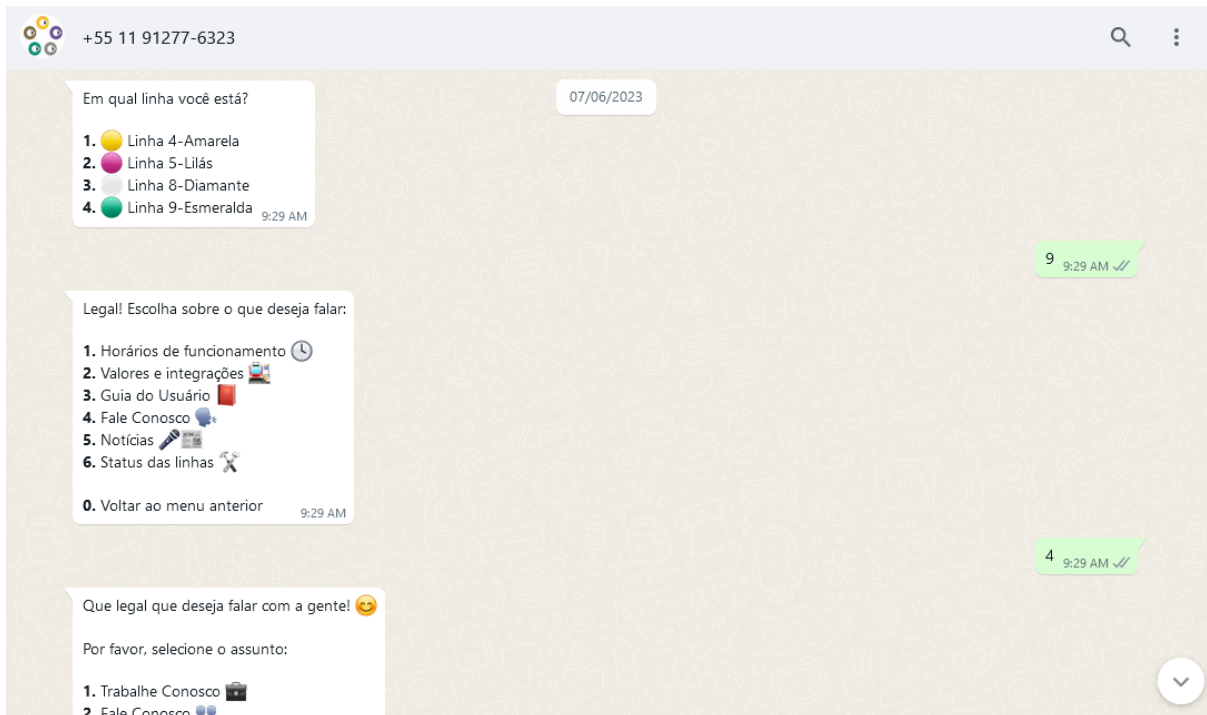 +55 11 91277-6323
07/06/2023
Em qual linha você está?
1. Linha 4-Amarela
2. Linha 5-Lilás
3. Linha 8-Diamante
4. Linha 9-Esmeralda 9:29 AM
9 9:29 AM
Legal! Escolha sobre o que deseja falar:
1. Horários de funcionamento
2. Valores e integrações
3. Guia do Usuário
4. Fale Conosco
5. Notícias
6. Status das linhas
0. Voltar ao menu anterior 9:29 AM
4 9:29 AM
Que legal que deseja falar com a gente!
Por favor, selecione o assunto:
1. Trabalhe Conosco
2. Fale Conosco